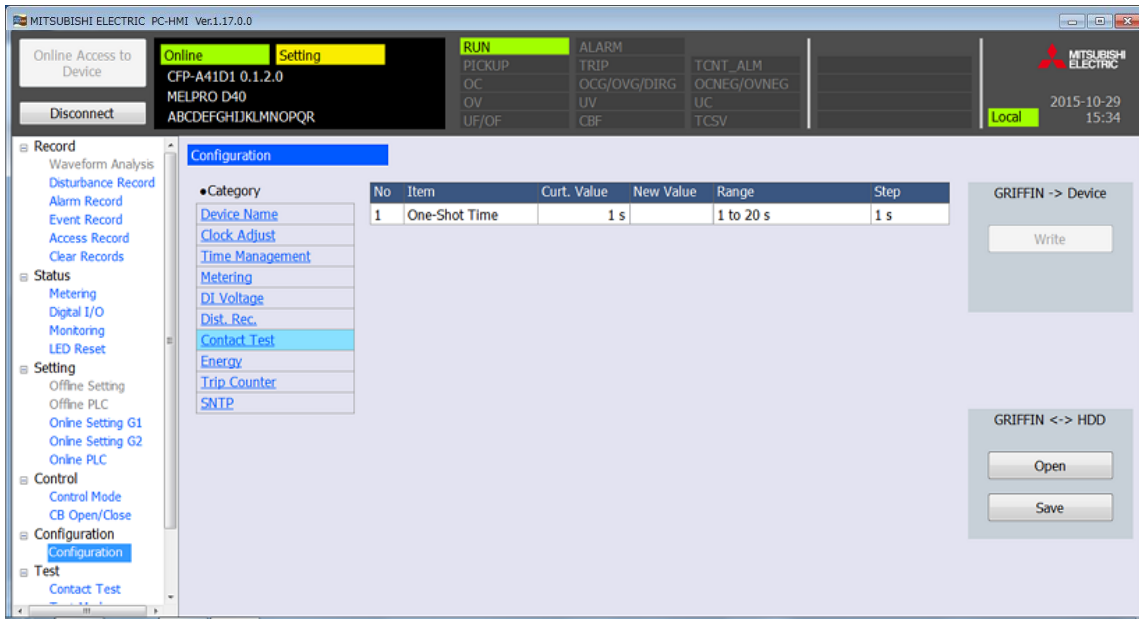 MITSUBISHI ELECTRIC PC-HMI Ver.1.17.0.0
Online Access to Device
Disconnect
Online Setting
CFP-A41D1 0.1.2.0
MELPRO D40
ABCDEFGHIJKLMNOPQR
RUN ALARM
PICKUP TRIP TCNT_ALM
OC OCG/OVG/DIRG OCNEG/OVNEG
OV UV UC
UF/OF CBF TCSV
MITSUBISHI
ELECTRIC
2015-10-29
Local 15:34
Record
Waveform Analysis
Disturbance Record
Alarm Record
Event Record
Access Record
Clear Records
Status
Metering
Digital I/O
Monitoring
LED Reset
Setting
Offline Setting
Offline PLC
Online Setting G1
Online Setting G2
Online PLC
Control
Control Mode
CB Open/Close
Configuration
Configuration
Test
Contact Test
Configuration
●Category
Device Name
Clock Adjust
Time Management
Metering
DI Voltage
Dist. Rec.
Contact Test
Energy
Trip Counter
SNTP
No Item Curt. Value New Value Range Step
1 One-Shot Time 1 s 1 to 20 s 1 s
GRIFFIN -> Device
Write
GRIFFIN <-> HDD
Open
Save